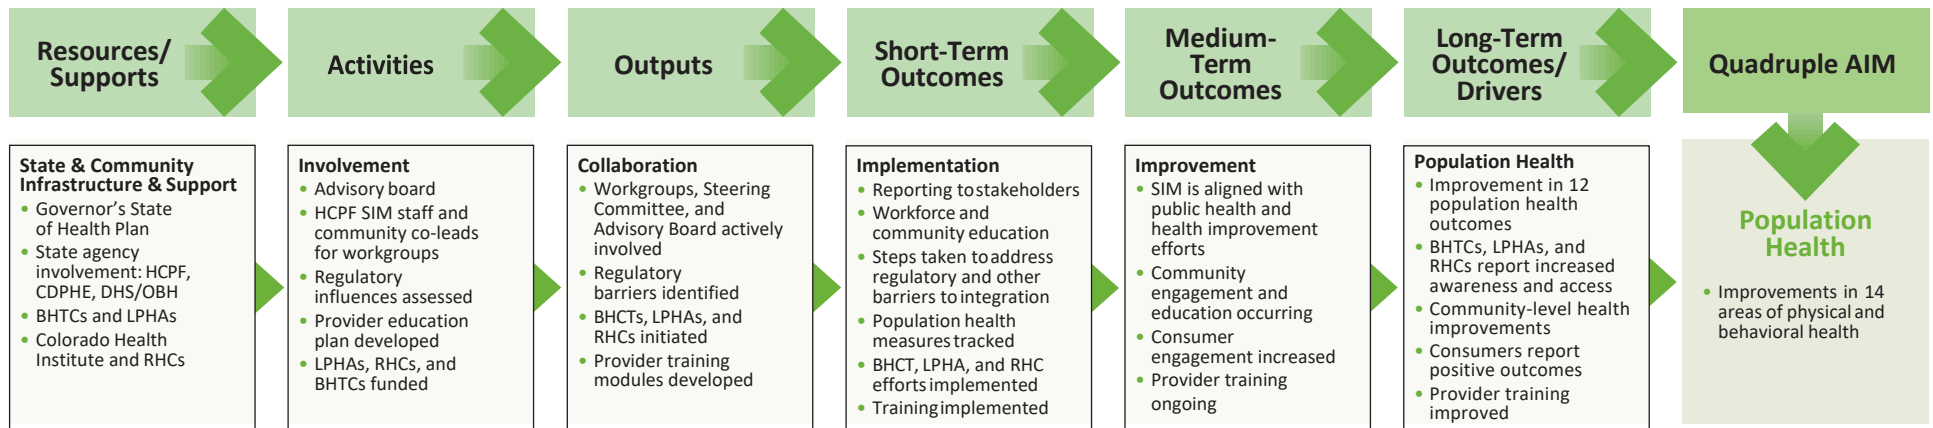 Resources/
Supports
Activities
Outputs
Short-Term
Outcomes
Medium-
Term
Outcomes
Long-Term
Outcomes/
Drivers
Quadruple AIM
State & Community
Infrastructure & Support
• Governor's State
of Health Plan
• State agency
involvement: HCPF,
CDPHE, DHS/OBH
• BHTCs and LPHAs
• Colorado Health
Institute and RHCs
Involvement
• Advisory board
• HCPF SIM staff and
community co-leads
for workgroups
• Regulatory
influences assessed
• Provider education
plan developed
• LPHAs, RHCs, and
BHTCs funded
Collaboration
• Workgroups, Steering
Committee, and
Advisory Board actively
involved
• Regulatory
barriers identified
• BHCTs, LPHAs, and
RHCs initiated
• Provider training
modules developed
Implementation
• Reporting to stakeholders
• Workforce and
community education
• Steps taken to address
regulatory and other
barriers to integration
• Population health
measures tracked
• BHCT, LPHA, and RHC
efforts implemented
• Training implemented
Improvement
• SIM is aligned with
public health and
health improvement
efforts
• Community
engagement and
education occurring
• Consumer
engagement increased
• Provider training
ongoing
Population Health
• Improvement in 12
population health
outcomes
• BHTCs, LPHAs, and
RHCs report increased
awareness and access
• Community-level health
improvements
• Consumers report
positive outcomes
• Provider training
improved
Population
Health
• Improvements in 14
areas of physical and
behavioral health